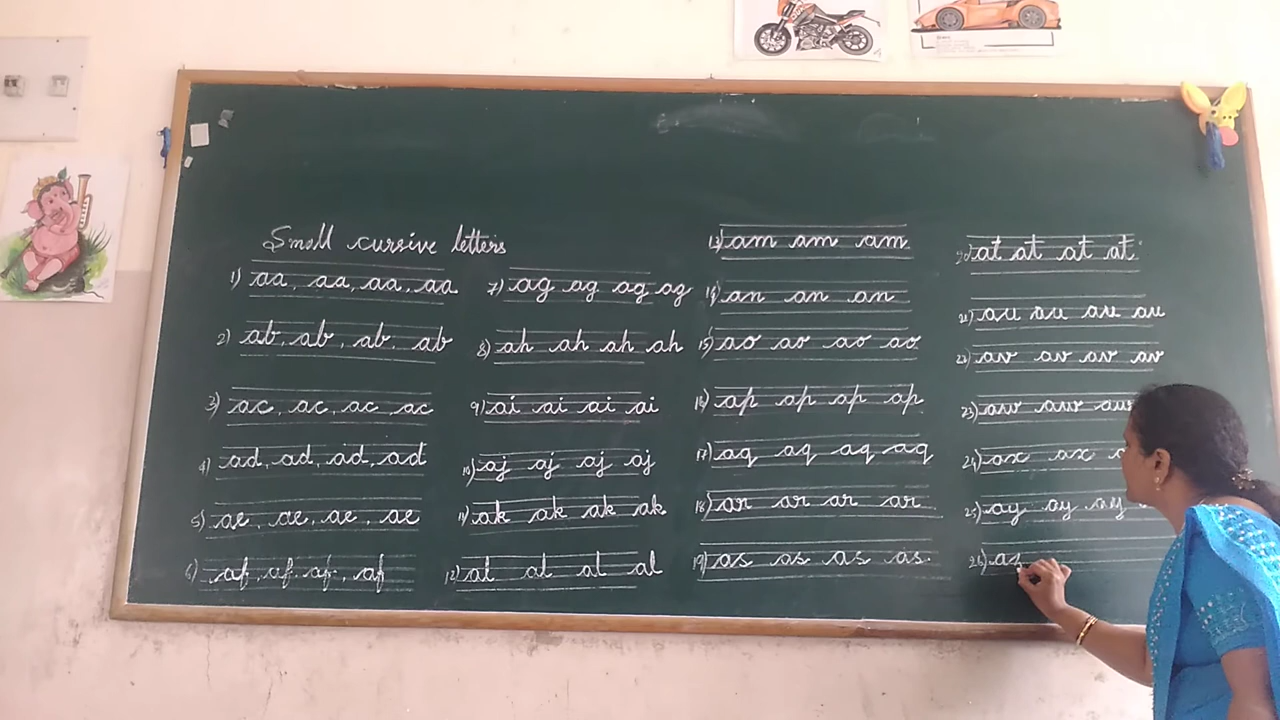 Small cursive letters
1) aa, aa, aa, aa
2) ab, ab, ab, ab
3) ac, ac, ac, ac
4) ad, ad, ad, ad
5) ae, ae, ae, ae
6) af, af, af, af
7) ag ag ag ag
8) ah ah ah ah
9) ai ai ai ai
10) aj aj aj aj
11) ak ak ak ak
12) al al al al
13) am am am
14) an an an
15) ao ao ao ao
16) ap ap ap ap
17) aq aq aq aq
18) ar ar ar ar
19) as as as as
20) at at at at
21) au au au au
22) av av av av
23) aw aw aw
24) ax ax
25) ay ay ay
26) az